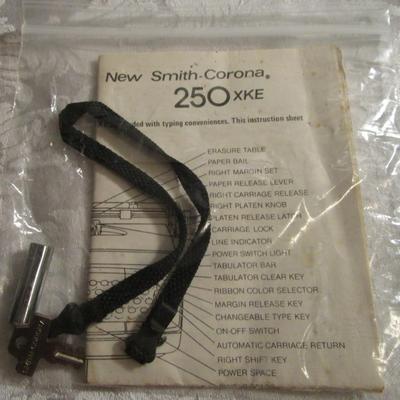 New Smith-Corona®
250 XKE
ded with typing conveniences. This instruction sheet
ERASURE TABLE
PAPER BAIL
RIGHT MARGIN SET
PAPER RELEASE LEVER
RIGHT CARRIAGE RELEASE
RIGHT PLATEN KNOB
PLATEN RELEASE LATCH
CARRIAGE LOCK
LINE INDICATOR
POWER SWITCH LIGHT
TABULATOR BAR
TABULATOR CLEAR KEY
RIBBON COLOR SELECTOR
MARGIN RELEASE KEY
CHANGEABLE TYPE KEY
ON-OFF SWITCH
AUTOMATIC CARRIAGE RETURN
RIGHT SHIFT KEY
POWER SPACE